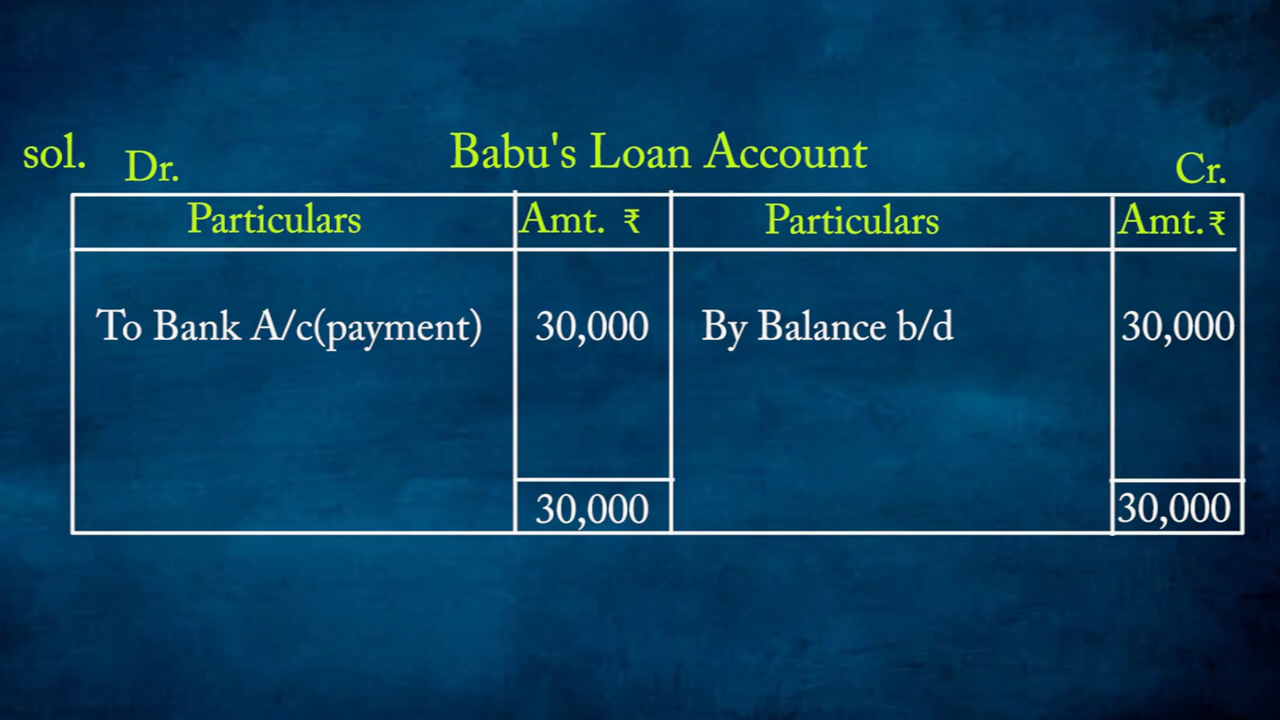 sol. Dr. Babu's Loan Account Cr.
Particulars Amt. ₹ Particulars Amt.₹
To Bank A/c(payment) 30,000 By Balance b/d 30,000
30,000 30,000